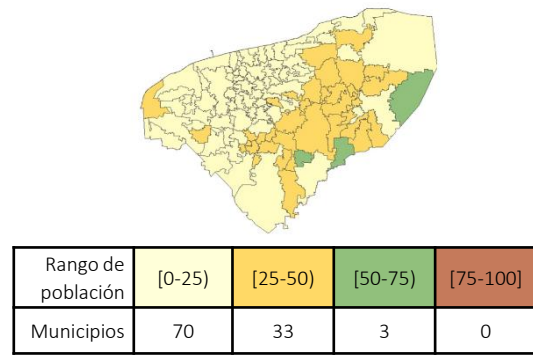 Rango de población [0-25) [25-50) [50-75) [75-100]
Municipios 70 33 3 0